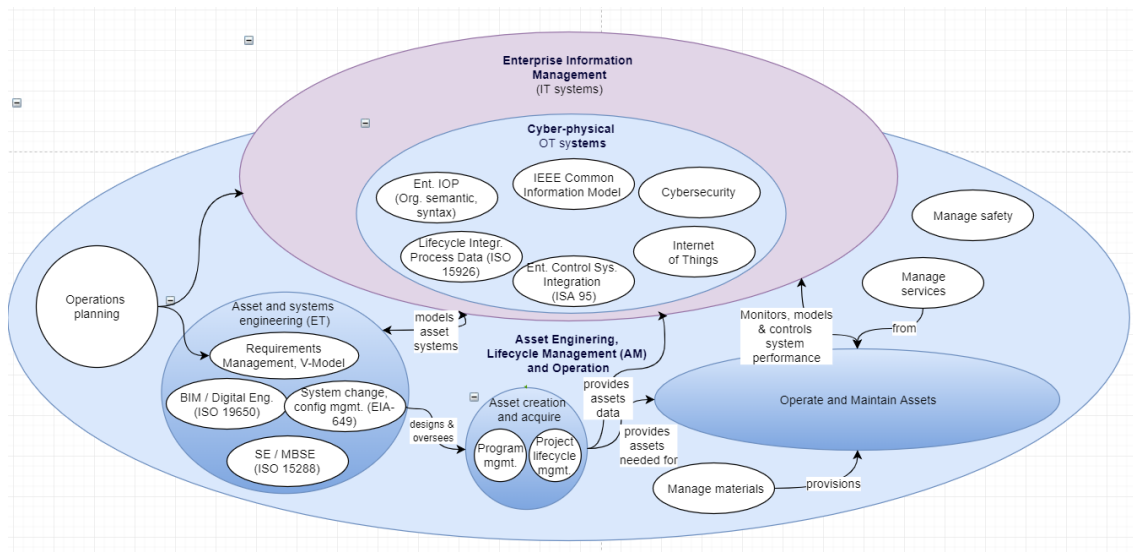 Enterprise Information
Management
(IT systems)
Cyber-physical
OT systems
Ent. IOP
(Org. semantic,
syntax)
IEEE Common
Information Model
Cybersecurity
Lifecycle Integr.
Process Data (ISO
15926)
Ent. Control Sys.
Integration
(ISA 95)
Internet
of Things
Manage safety
Manage
services
Operations
planning
Asset and systems
engineering (ET)
Requirements
Management, V-Model
BIM / Digital Eng.
(ISO 19650)
System change,
config mgmt. (EIA-
649)
SE / MBSE
(ISO 15288)
models
asset
systems
Asset Enginering,
Lifecycle Management (AM)
and Operation
designs &
oversees
Asset creation
and acquire
Program
mgmt.
Project
lifecycle
mgmt.
provides
assets
data
provides
assets
needed for
Monitors, models
& controls
system
performance
from
Operate and Maintain Assets
Manage materials
provisions